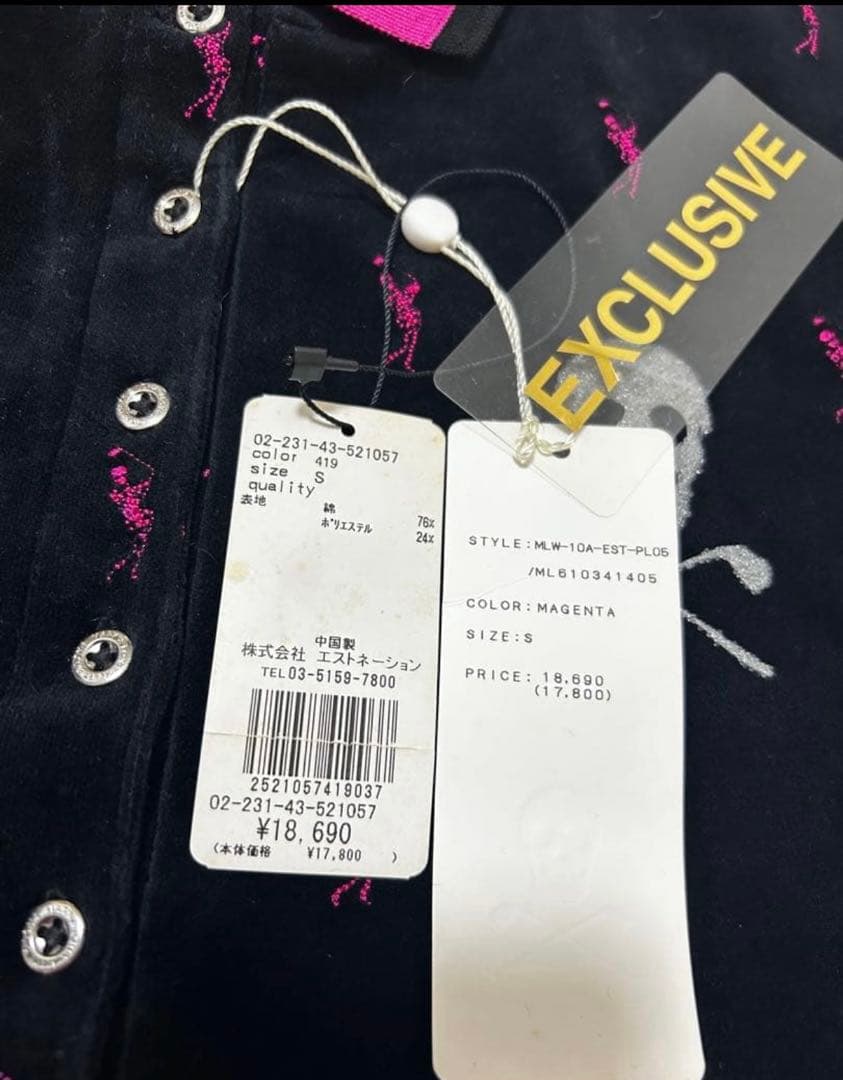 EXCLUSIVE
02-231-43-521057
color 419
size S
quality
表地
綿 76%
ポリエステル 24%
中国製
株式会社 エストネーション
TEL03-5159-7800
2521057419037
02-231-43-521057
¥18,690
(本体価格 ¥17,800 )
STYLE:MLW-10A-EST-PL05
/ML610341405
COLOR:MAGENTA
SIZE:S
PRICE: 18,690
(17,800)